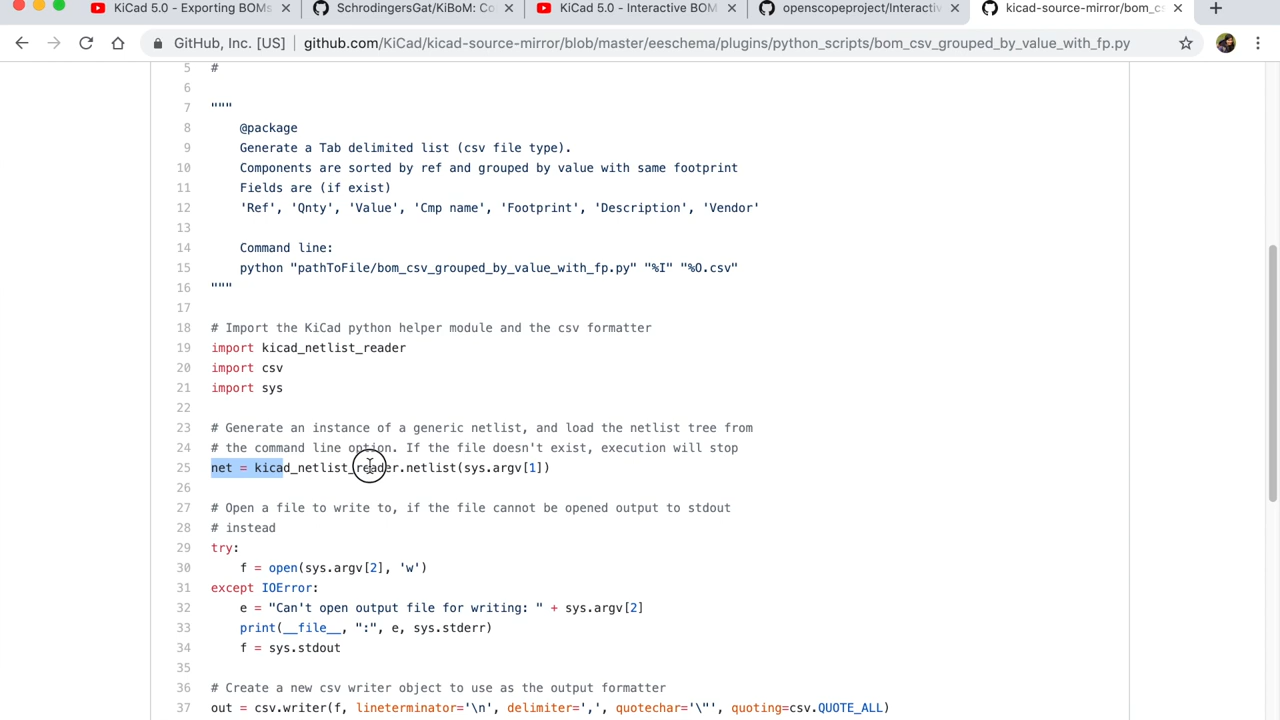 KiCad 5.0 - Exporting BOMs
SchrodingersGat/KiBoM: Co
KiCad 5.0 - Interactive BOM
openscopeproject/Interactiv
kicad-source-mirror/bom_cs
GitHub, Inc. [US]
github.com/KiCad/kicad-source-mirror/blob/master/eeschema/plugins/python_scripts/bom_csv_grouped_by_value_with_fp.py
5 #
6
7 """
8 @package
9 Generate a Tab delimited list (csv file type).
10 Components are sorted by ref and grouped by value with same footprint
11 Fields are (if exist)
12 'Ref', 'Qnty', 'Value', 'Cmp name', 'Footprint', 'Description', 'Vendor'
13
14 Command line:
15 python "pathToFile/bom_csv_grouped_by_value_with_fp.py" "%I" "%O.csv"
16 """
17
18 # Import the KiCad python helper module and the csv formatter
19 import kicad_netlist_reader
20 import csv
21 import sys
22
23 # Generate an instance of a generic netlist, and load the netlist tree from
24 # the command line option. If the file doesn't exist, execution will stop
25 net = kicad_netlist_reader.netlist(sys.argv[1])
26
27 # Open a file to write to, if the file cannot be opened output to stdout
28 # instead
29 try:
30 f = open(sys.argv[2], 'w')
31 except IOError:
32 e = "Can't open output file for writing: " + sys.argv[2]
33 print(__file__, ":", e, sys.stderr)
34 f = sys.stdout
35
36 # Create a new csv writer object to use as the output formatter
37 out = csv.writer(f, lineterminator='\n', delimiter=',', quotechar='\"', quoting=csv.QUOTE_ALL)